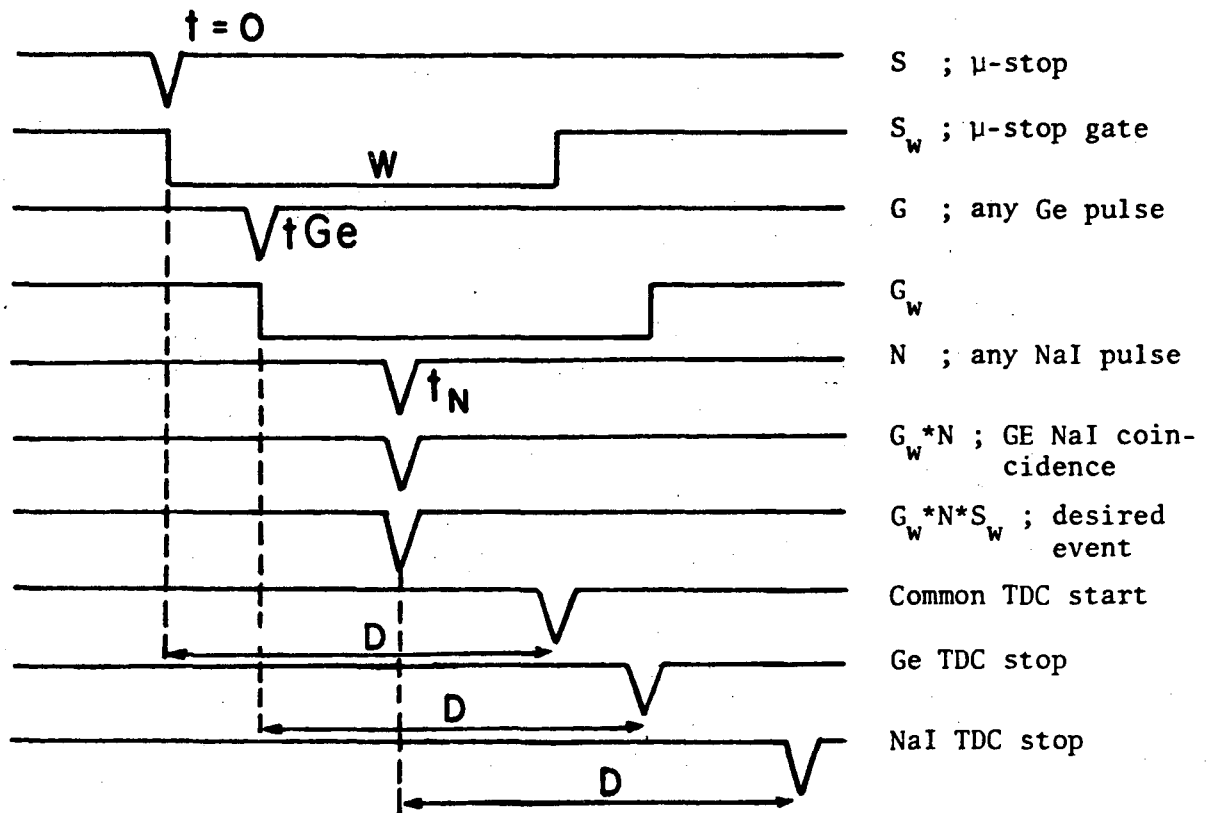 t = 0
S ; μ-stop
S_w ; μ-stop gate
W
G ; any Ge pulse
tGe
G_w
N ; any NaI pulse
t_N
G_w*N ; GE NaI coin-
cidence
G_w*N*S_w ; desired
event
Common TDC start
D
Ge TDC stop
D
NaI TDC stop
D